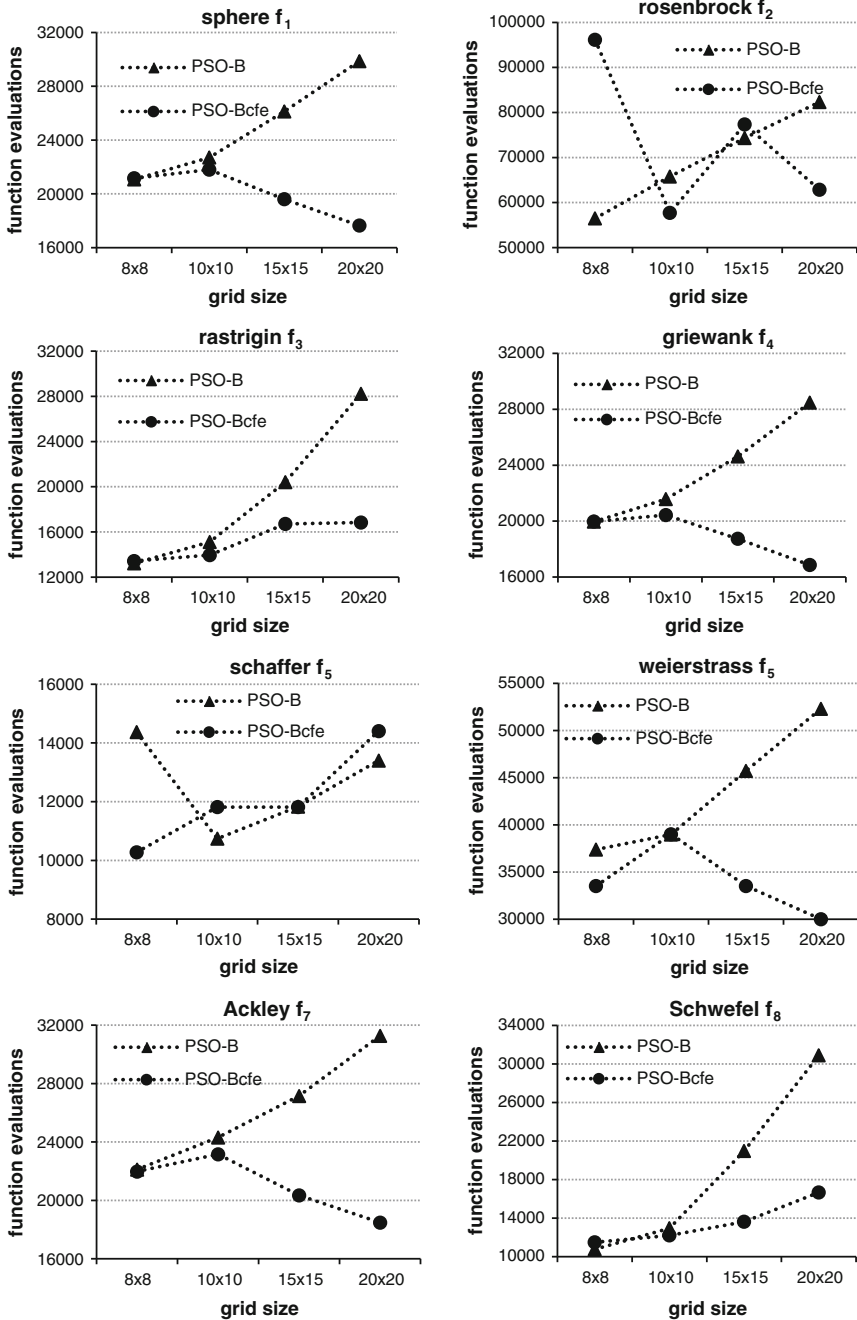 sphere f1
32000
28000
24000
20000
16000
function evaluations
PSO-B
PSO-Bcfe
8x8 10x10 15x15 20x20
grid size
rosenbrock f2
100000
90000
80000
70000
60000
50000
function evaluations
PSO-B
PSO-Bcfe
8x8 10x10 15x15 20x20
grid size
rastrigin f3
32000
28000
24000
20000
16000
12000
function evaluations
PSO-B
PSO-Bcfe
8x8 10x10 15x15 20x20
grid size
griewank f4
32000
28000
24000
20000
16000
function evaluations
PSO-B
PSO-Bcfe
8x8 10x10 15x15 20x20
grid size
schaffer f5
16000
14000
12000
10000
8000
function evaluations
PSO-B
PSO-Bcfe
8x8 10x10 15x15 20x20
grid size
weierstrass f5
55000
50000
45000
40000
35000
30000
function evaluations
PSO-B
PSO-Bcfe
8x8 10x10 15x15 20x20
grid size
Ackley f7
32000
28000
24000
20000
16000
function evaluations
PSO-B
PSO-Bcfe
8x8 10x10 15x15 20x20
grid size
Schwefel f8
34000
30000
26000
22000
18000
14000
10000
function evaluations
PSO-B
PSO-Bcfe
8x8 10x10 15x15 20x20
grid size